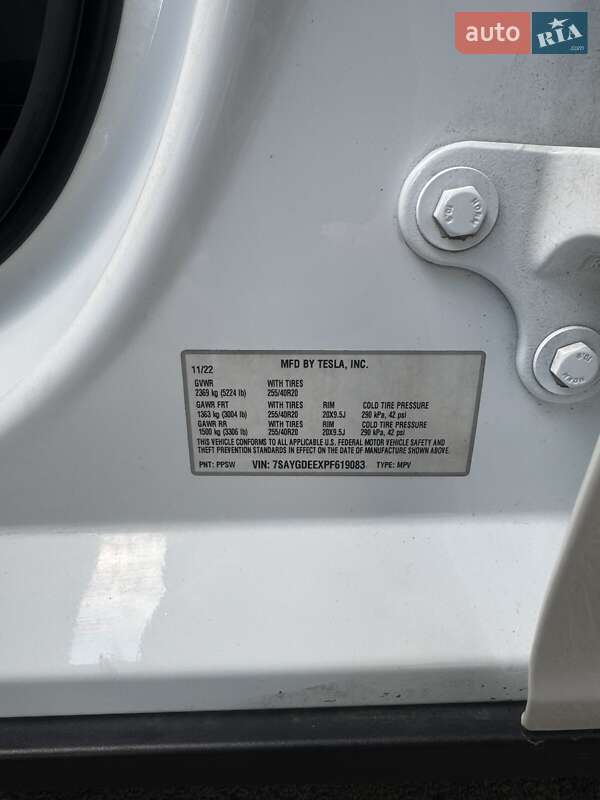 auto RIA .com
11/22 MFD BY TESLA, INC.
GVWR WITH TIRES
2369 kg (5224 lb) 255/40R20
GAWR FRT WITH TIRES RIM COLD TIRE PRESSURE
1363 kg (3004 lb) 255/40R20 20X9.5J 290 kPa, 42 psi
GAWR RR WITH TIRES RIM COLD TIRE PRESSURE
1500 kg (3306 lb) 255/40R20 20X9.5J 290 kPa, 42 psi
THIS VEHICLE CONFORMS TO ALL APPLICABLE U.S. FEDERAL MOTOR VEHICLE SAFETY AND
THEFT PREVENTION STANDARDS IN EFFECT ON THE DATE OF MANUFACTURE SHOWN ABOVE.
PNT: PPSW VIN: 7SAYGDEEXPF619083 TYPE: MPV
10.9